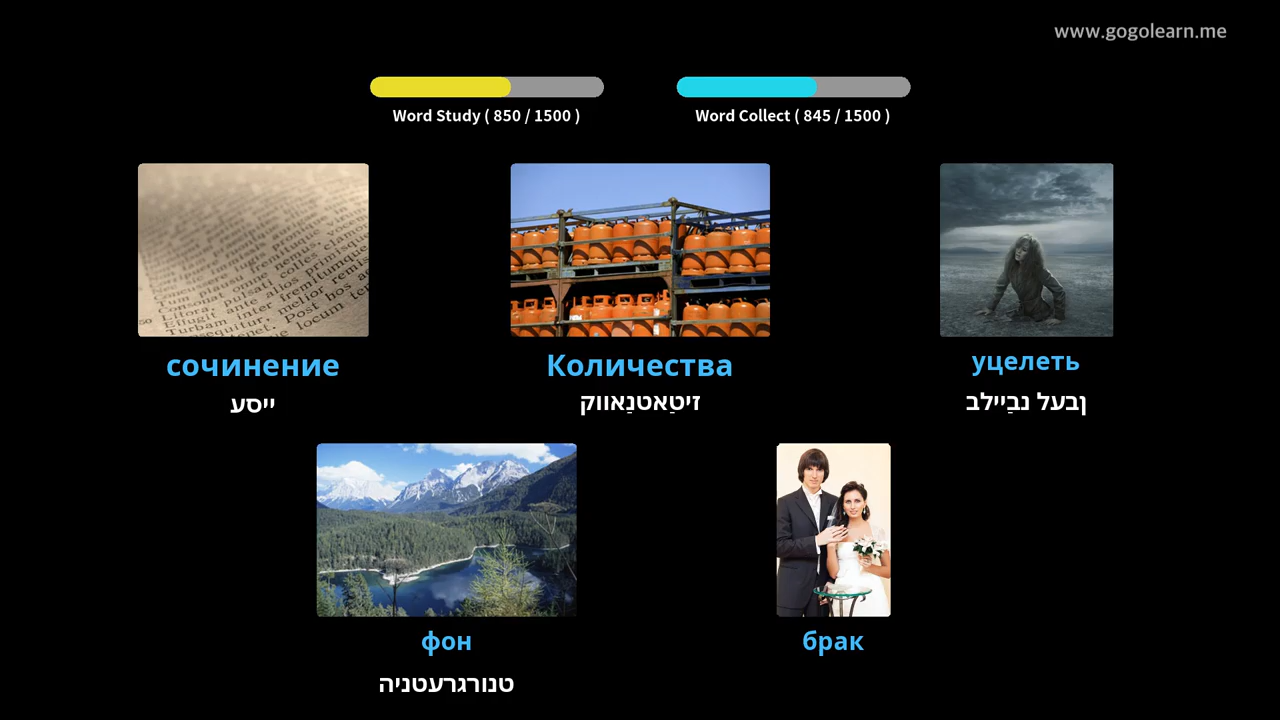 www.gogolearn.me
Word Study ( 850 / 1500 )
Word Collect ( 845 / 1500 )
сочинение
Количества
уцелеть
ייסע
זיטַאטנַאווק
ןבעל נבַיילב
фон
брак
טנורגרעטניה